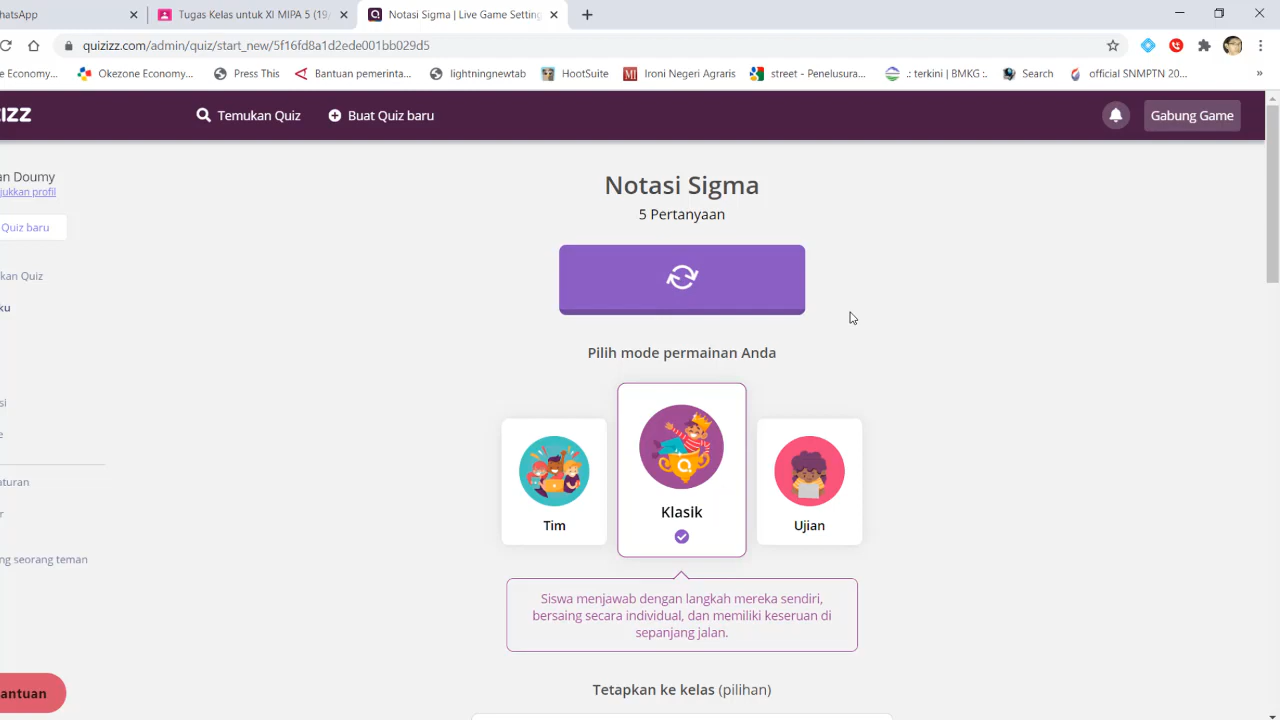 hatsApp
Tugas Kelas untuk XI MIPA 5 (19/
Notasi Sigma | Live Game Setting
quizizz.com/admin/quiz/start_new/5f16fd8a1d2ede001bb029d5
e Economy...
Okezone Economy...
Press This
Bantuan pemerinta...
lightningnewtab
HootSuite
Ironi Negeri Agraris
street - Penelusura...
.: terkini | BMKG :.
Search
official SNMPTN 20...
»
IZZ
Temukan Quiz
Buat Quiz baru
Gabung Game
an Doumy
jukkan profil
Quiz baru
kan Quiz
ku
si
e
aturan
r
ng seorang teman
antuan
Notasi Sigma
5 Pertanyaan
Pilih mode permainan Anda
Tim
Klasik
Ujian
Siswa menjawab dengan langkah mereka sendiri,
bersaing secara individual, dan memiliki keseruan di
sepanjang jalan.
Tetapkan ke kelas (pilihan)